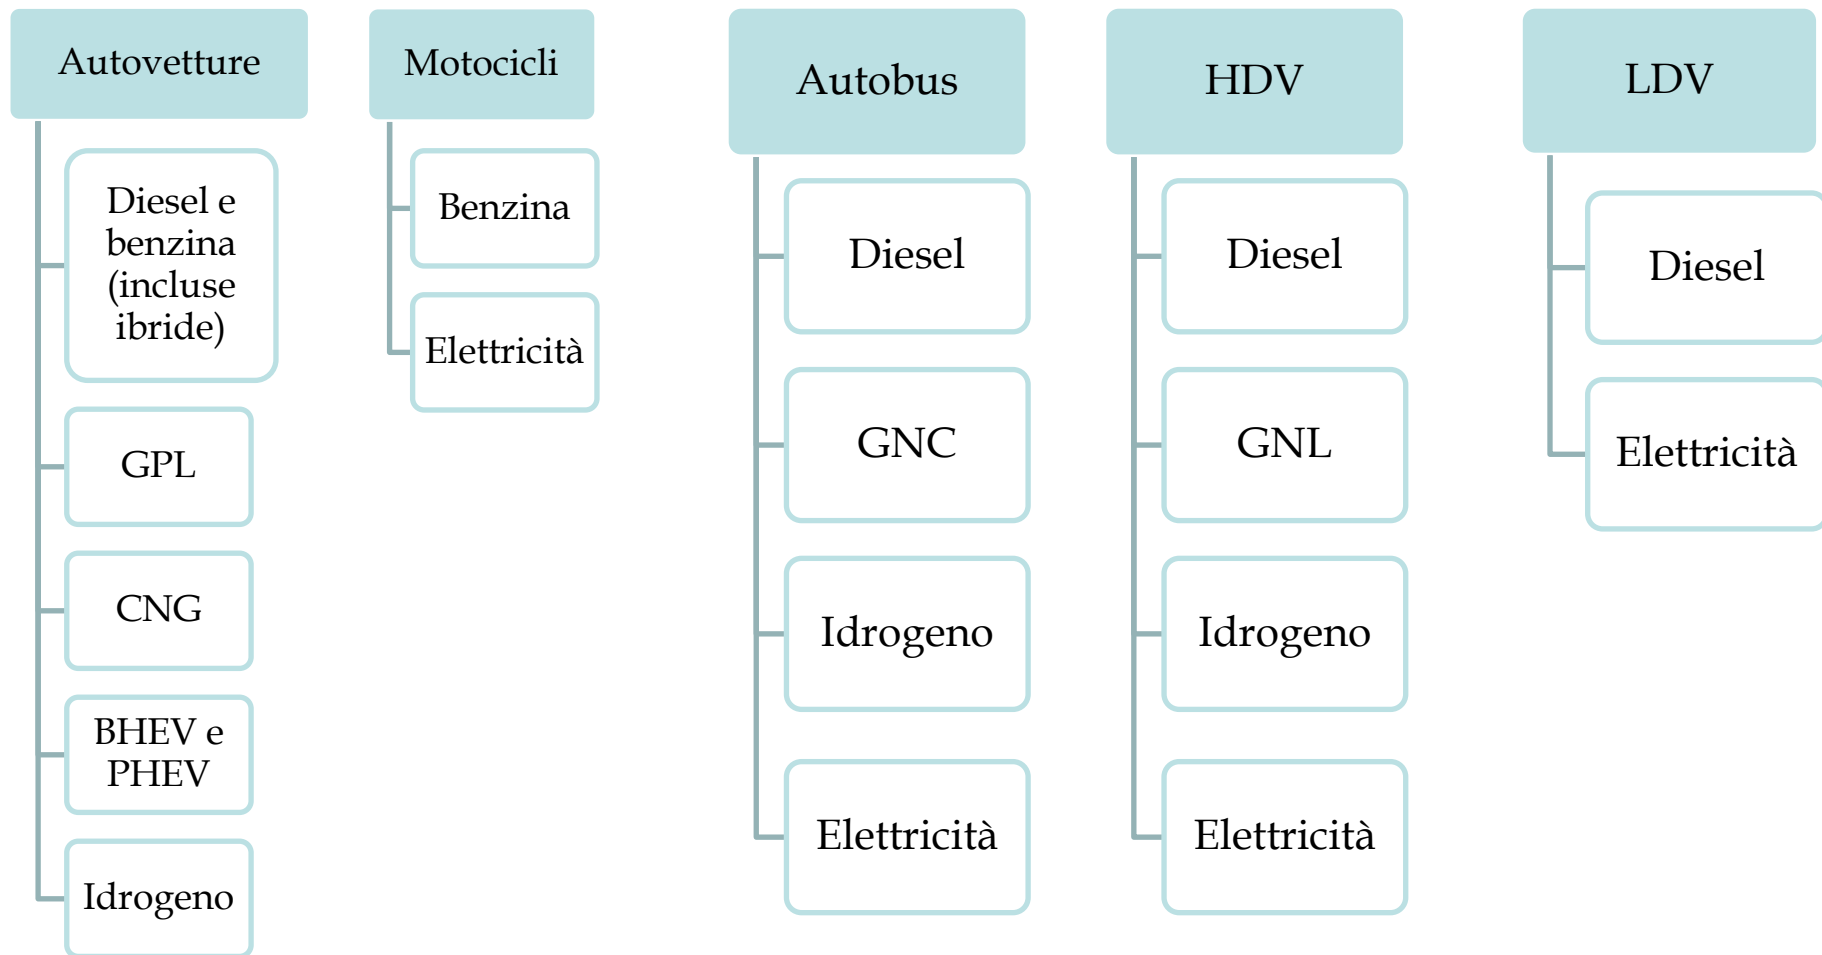 Autovetture
Diesel e
benzina
(incluse
ibride)
GPL
CNG
BHEV e
PHEV
Idrogeno
Motocicli
Benzina
Elettricità
Autobus
Diesel
GNC
Idrogeno
Elettricità
HDV
Diesel
GNL
Idrogeno
Elettricità
LDV
Diesel
Elettricità